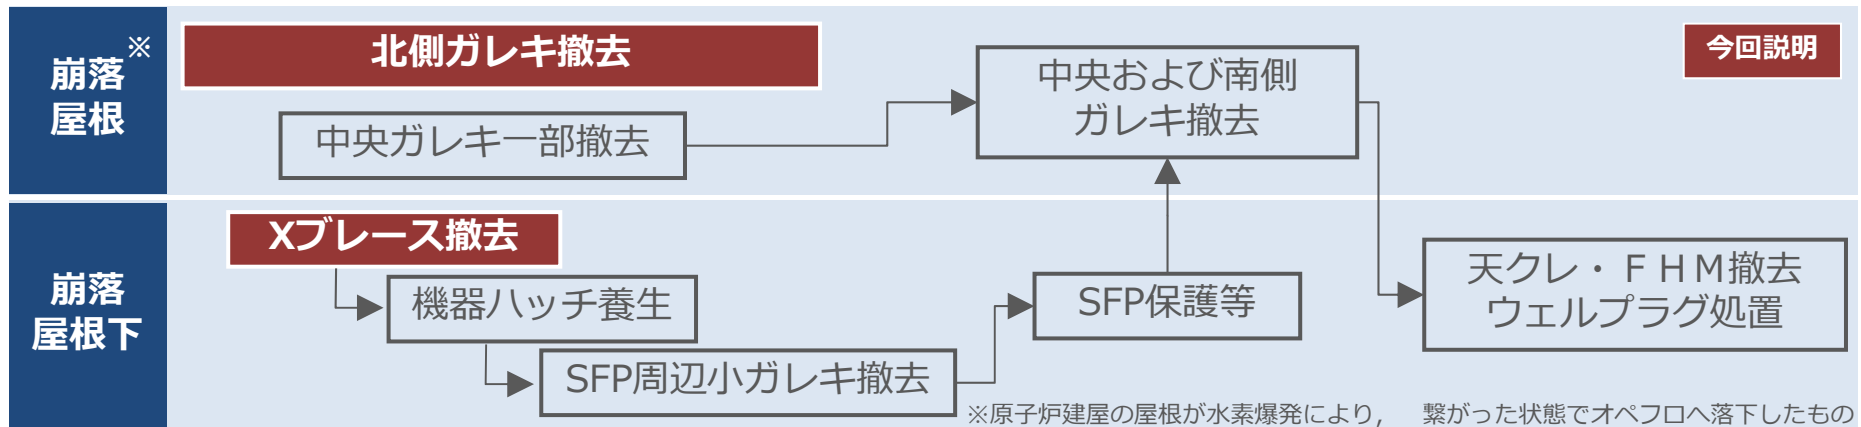 崩落※
屋根
北側ガレキ撤去
今回説明
中央ガレキ一部撤去
中央および南側
ガレキ撤去
崩落
屋根下
Xブレース撤去
機器ハッチ養生
SFP周辺小ガレキ撤去
SFP保護等
天クレ・ＦＨＭ撤去
ウェルプラグ処置
※原子炉建屋の屋根が水素爆発により,　繋がった状態でオペフロへ落下したもの